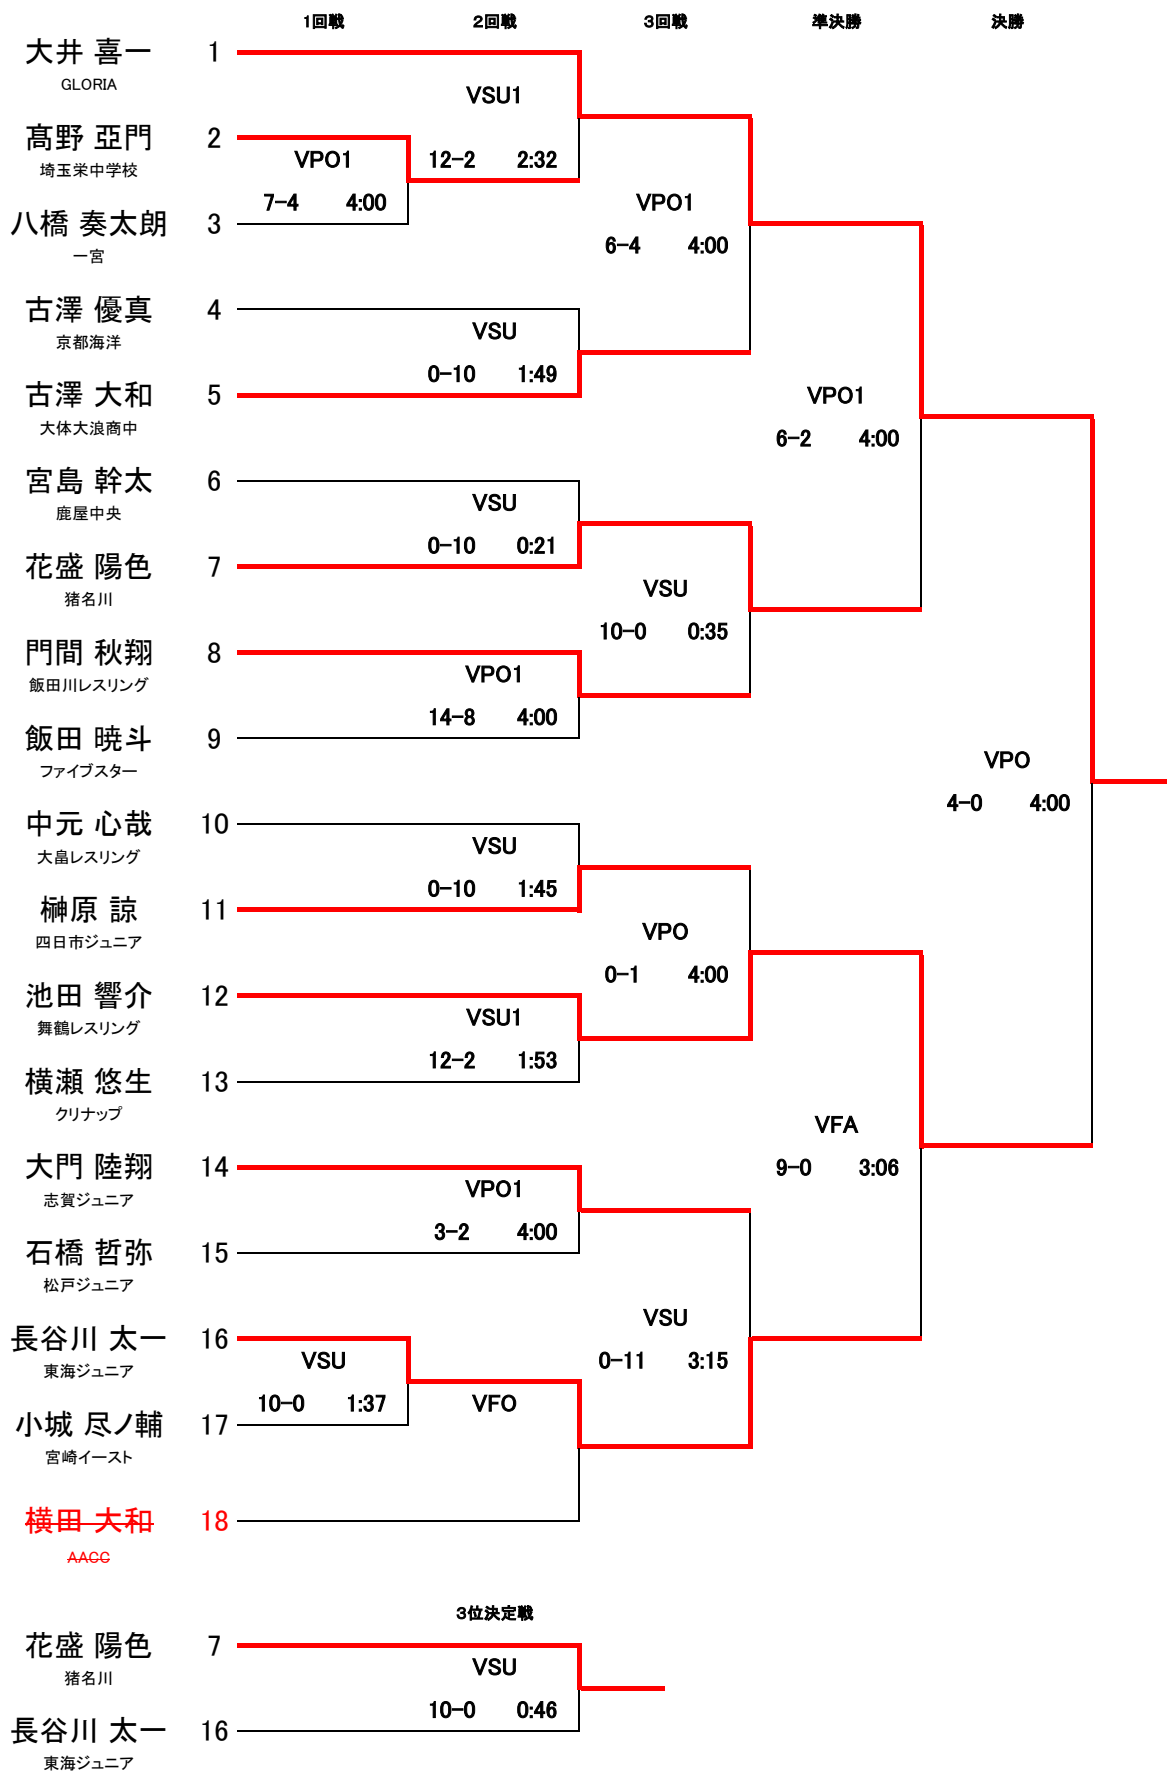 1回戦 2回戦 3回戦 準決勝 決勝
大井 喜一 1
GLORIA
VSU1
髙野 亞門 2
VPO1 12-2 2:32
埼玉栄中学校
7-4 4:00 VPO1
八橋 奏太朗 3
6-4 4:00
一宮
古澤 優真 4
VSU
京都海洋
0-10 1:49
古澤 大和 5
VPO1
大体大浪商中
6-2 4:00
宮島 幹太 6
VSU
鹿屋中央
0-10 0:21
花盛 陽色 7
VSU
猪名川
10-0 0:35
門間 秋翔 8
VPO1
飯田川レスリング
14-8 4:00
飯田 暁斗 9
VPO
ファイブスター
4-0 4:00
中元 心哉 10
VSU
大畠レスリング
0-10 1:45
榊原 諒 11
VPO
四日市ジュニア
0-1 4:00
池田 響介 12
VSU1
舞鶴レスリング
12-2 1:53
横瀬 悠生 13
クリナップ
VFA
大門 陸翔 14
9-0 3:06
VPO1
志賀ジュニア
3-2 4:00
石橋 哲弥 15
松戸ジュニア
VSU
長谷川 太一 16
VSU 0-11 3:15
東海ジュニア
10-0 1:37 VFO
小城 尽ノ輔 17
宮崎イースト
横田 大和 18
AACC
3位決定戦
花盛 陽色 7
VSU
猪名川
10-0 0:46
長谷川 太一 16
東海ジュニア